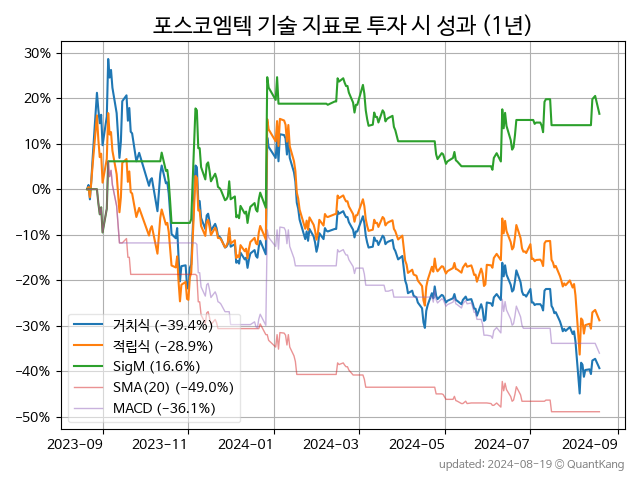 포스코엠텍 기술 지표로 투자 시 성과 (1년)
30%
20%
10%
0%
−10%
−20%
−30%
−40%
−50%
거치식 (−39.4%)
적립식 (−28.9%)
SigM (16.6%)
SMA(20) (−49.0%)
MACD (−36.1%)
2023-09 2023-11 2024-01 2024-03 2024-05 2024-07 2024-09
updated: 2024-08-19 © QuantKang